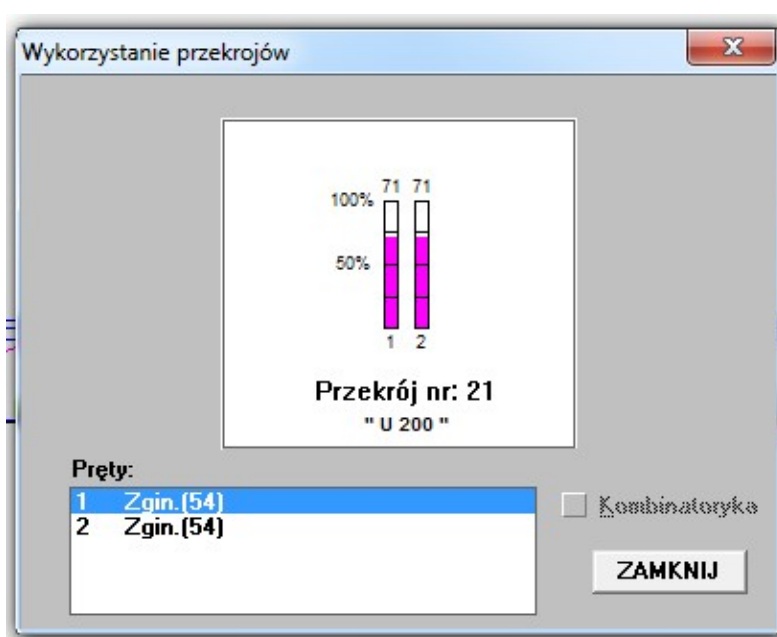 Wykorzystanie przekrojów
71 71
100%
50%
1 2
Przekrój nr: 21
" U 200 "
Pręty:
1 Zgin.(54)
2 Zgin.(54)
Kombinatoryka
ZAMKNIJ